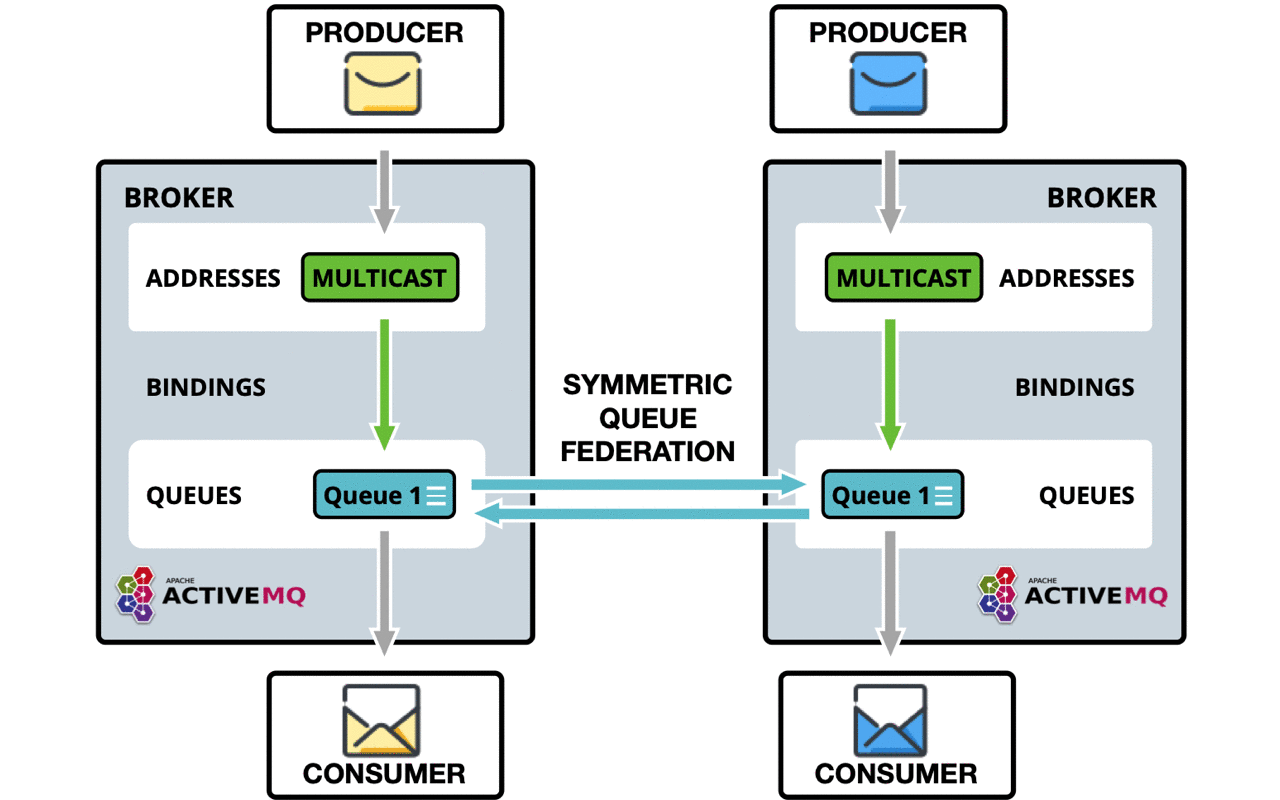 PRODUCER
PRODUCER
BROKER
BROKER
ADDRESSES
MULTICAST
MULTICAST
ADDRESSES
BINDINGS
SYMMETRIC
QUEUE
FEDERATION
BINDINGS
QUEUES
Queue 1
Queue 1
QUEUES
APACHE
ACTIVEMQ
APACHE
ACTIVEMQ
CONSUMER
CONSUMER